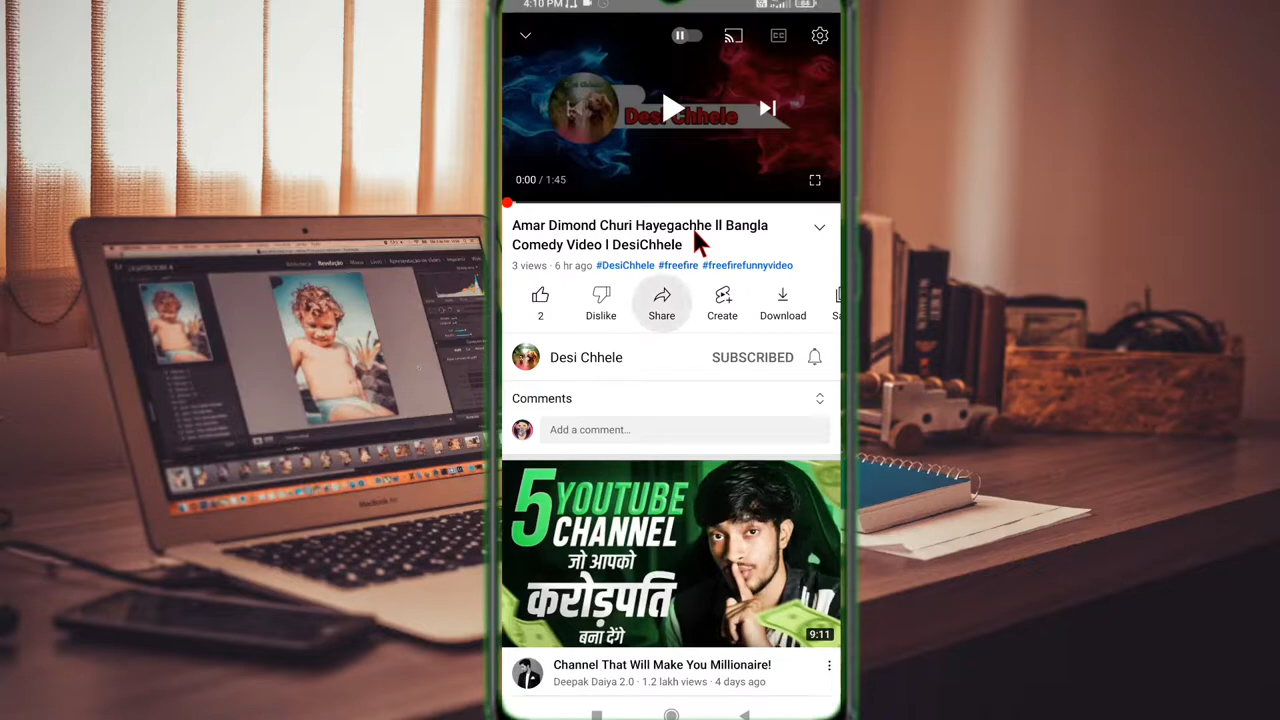 4:10 PM
Desi Chhele
0:00 / 1:45
Amar Dimond Churi Hayegachhe ll Bangla
Comedy Video l DesiChhele
3 views · 6 hr ago #DesiChhele #freefire #freefirefunnyvideo
2 Dislike Share Create Download
Desi Chhele SUBSCRIBED
Comments
Add a comment...
5 YOUTUBE
CHANNEL
जो आपको
करोड़पति
बना देंगे
9:11
Channel That Will Make You Millionaire!
Deepak Daiya 2.0 · 1.2 lakh views · 4 days ago